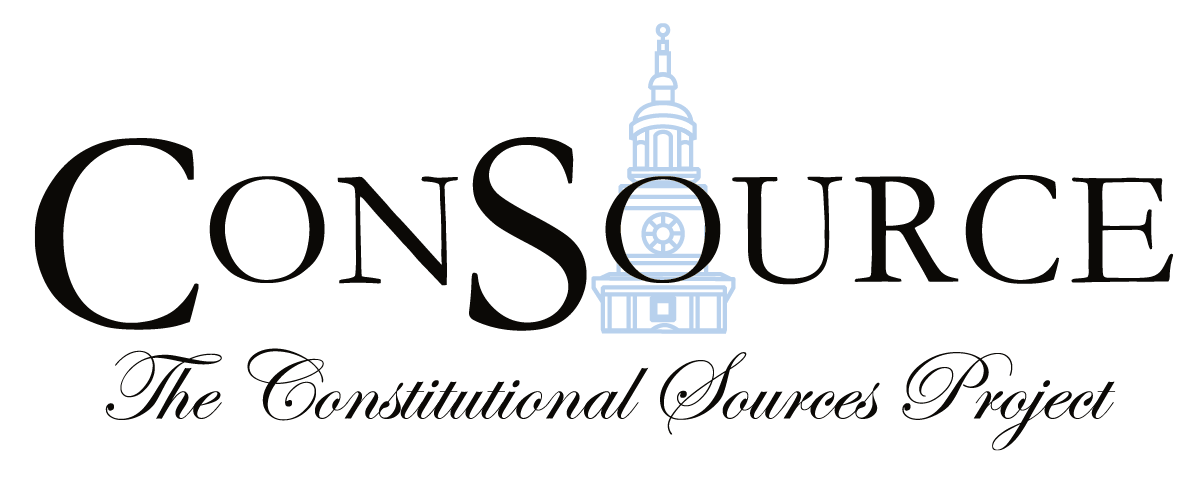 CONSOURCE
The Constitutional Sources Project